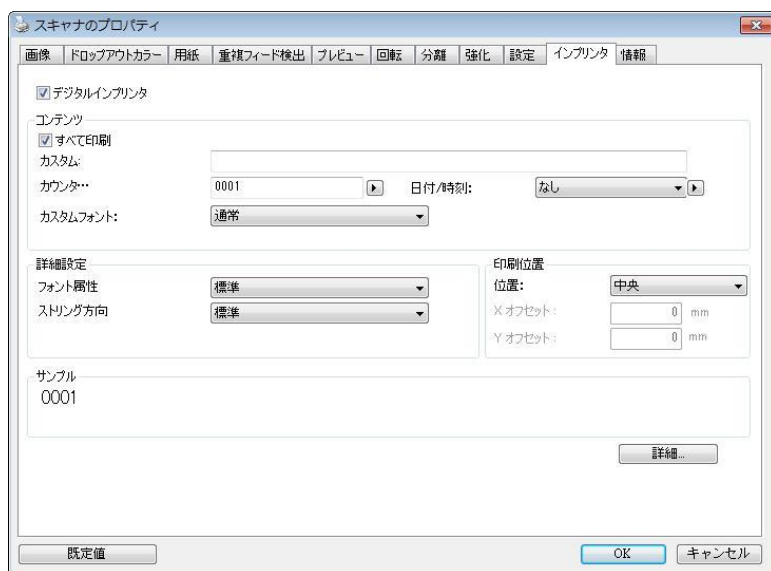 スキャナのプロパティ
画像 ドロップアウトカラー 用紙 重複フィード検出 プレビュー 回転 分離 強化 設定 インプリンタ 情報
デジタルインプリンタ
コンテンツ
すべて印刷
カスタム:
カウンタ… 0001 日付/時刻: なし
カスタムフォント: 通常
詳細設定
フォント属性 標準
ストリング方向 標準
印刷位置
位置: 中央
X オフセット: 0 mm
Y オフセット: 0 mm
サンプル
0001
詳細...
既定値 OK キャンセル